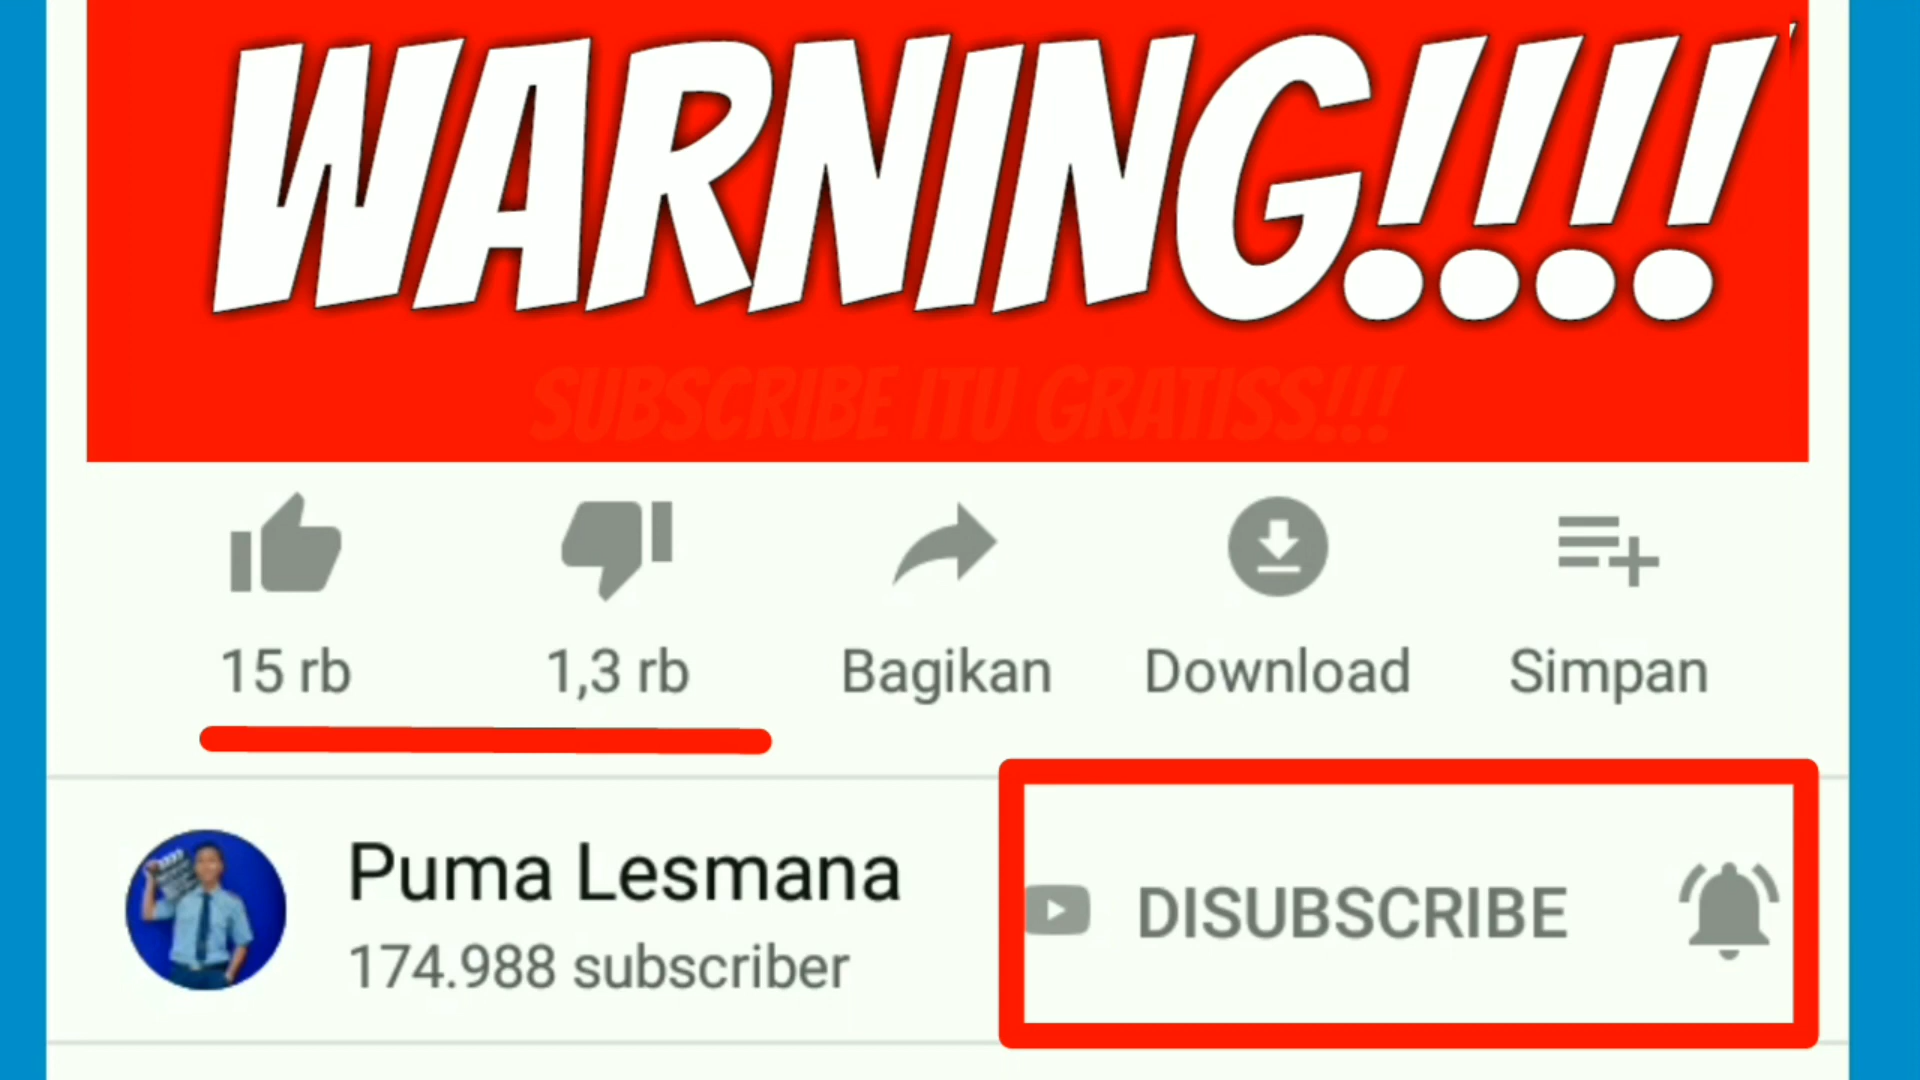 WARNING!!!!
SUBSCRIBE ITU GRATISS!!!
15 rb 1,3 rb Bagikan Download Simpan
Puma Lesmana
DISUBSCRIBE
174.988 subscriber